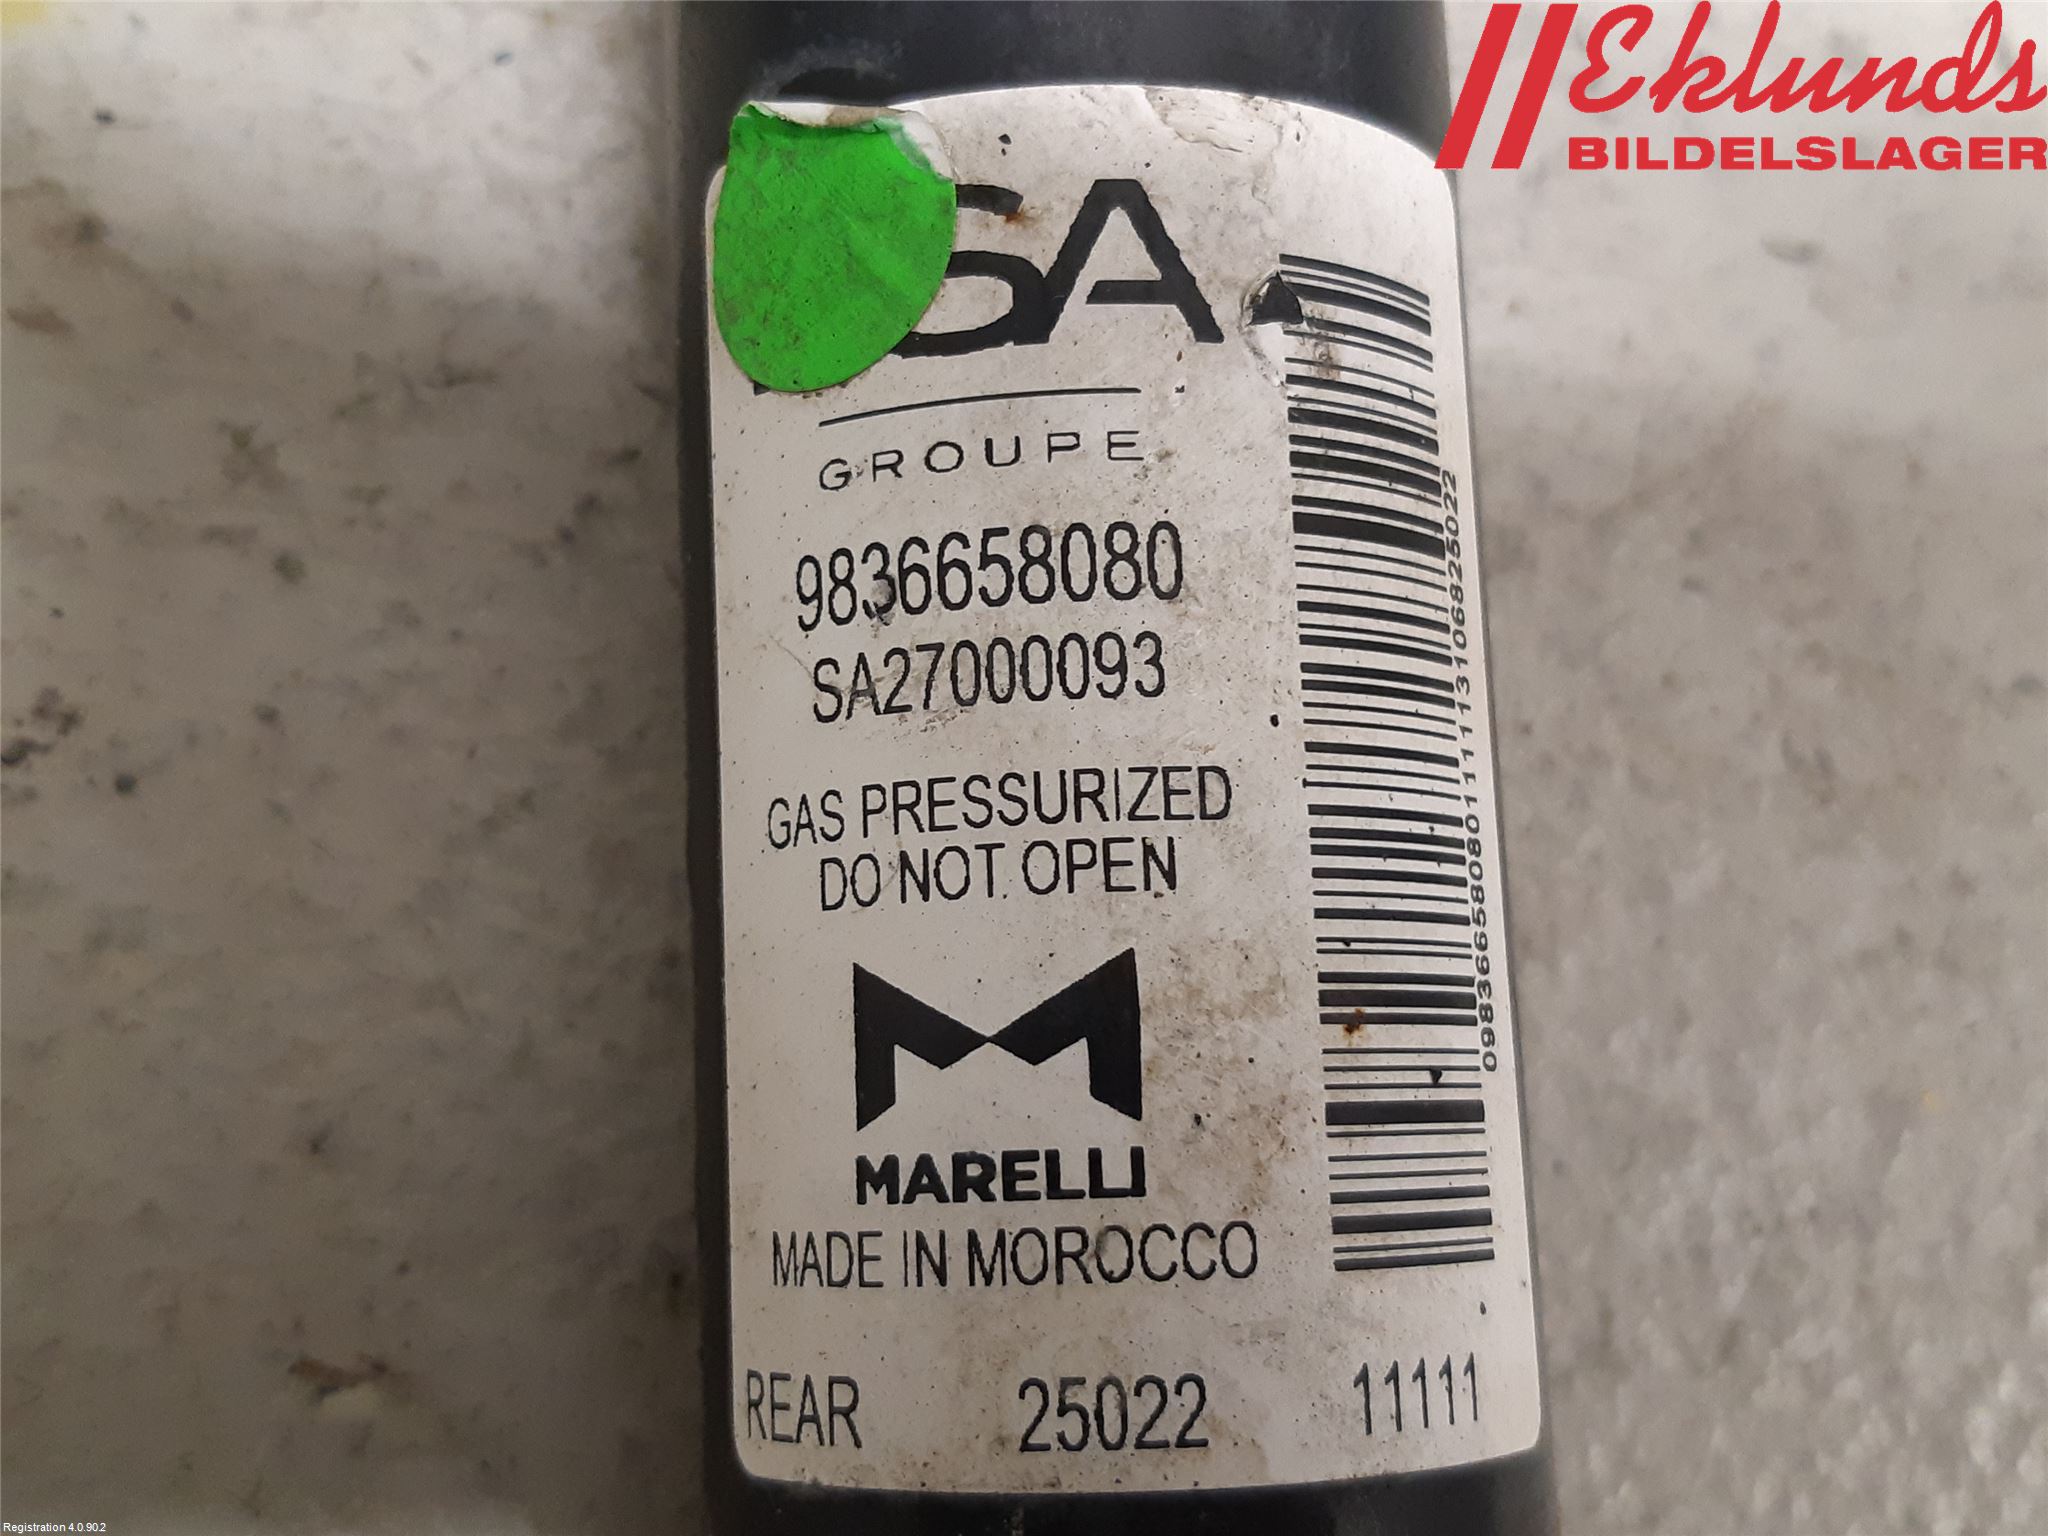 Eklunds
BILDELSLAGER
SA
GROUPE
9836658080
SA27000093
GAS PRESSURIZED
DO NOT OPEN
MARELLI
MADE IN MOROCCO
REAR 25022 11111
Registration 4.0.90.2